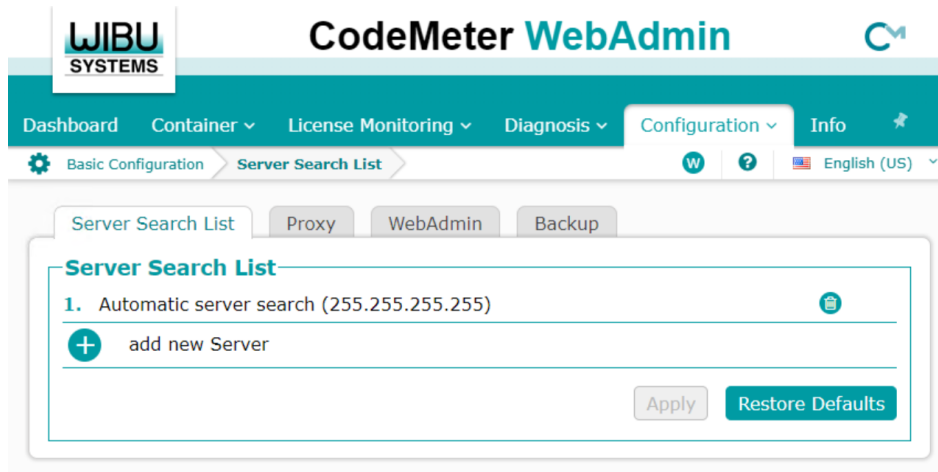 WIBU
SYSTEMS
CodeMeter WebAdmin
CM
Dashboard Container License Monitoring Diagnosis Configuration Info
Basic Configuration Server Search List W ? English (US)
Server Search List Proxy WebAdmin Backup
Server Search List
1. Automatic server search (255.255.255.255)
+ add new Server
Apply Restore Defaults